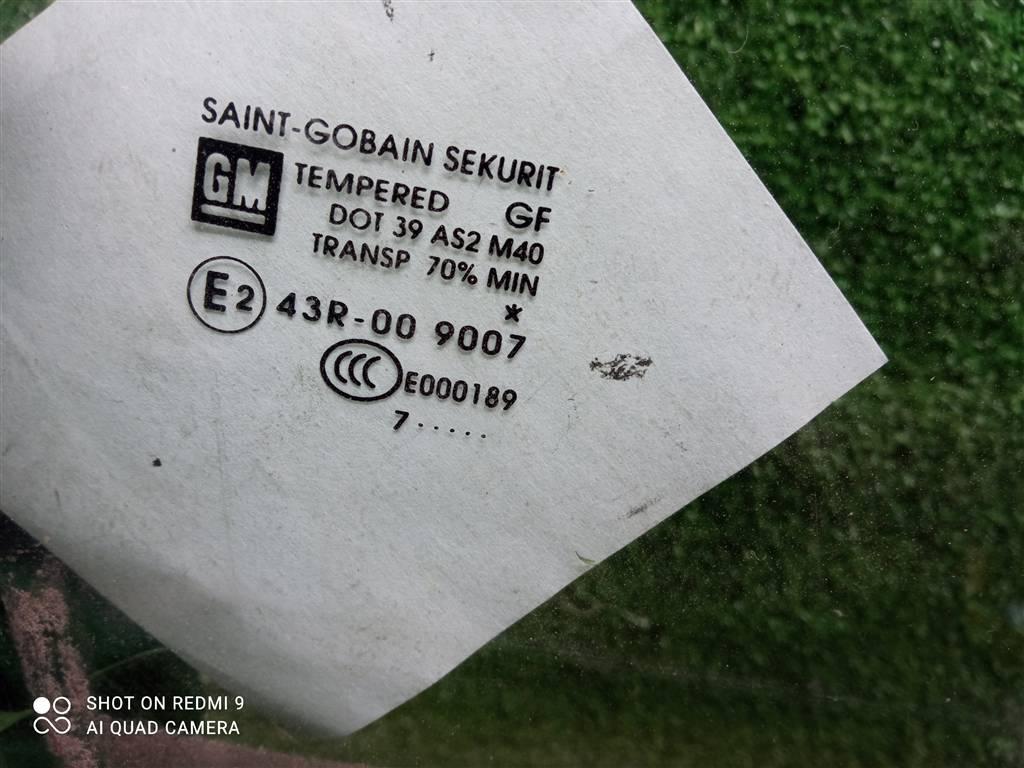 SAINT-GOBAIN SEKURIT
GM
TEMPERED GF
DOT 39 AS2 M40
TRANSP 70% MIN
*
E2 43R-00 9007
CCC E000189
7 . . . . .
SHOT ON REDMI 9
AI QUAD CAMERA